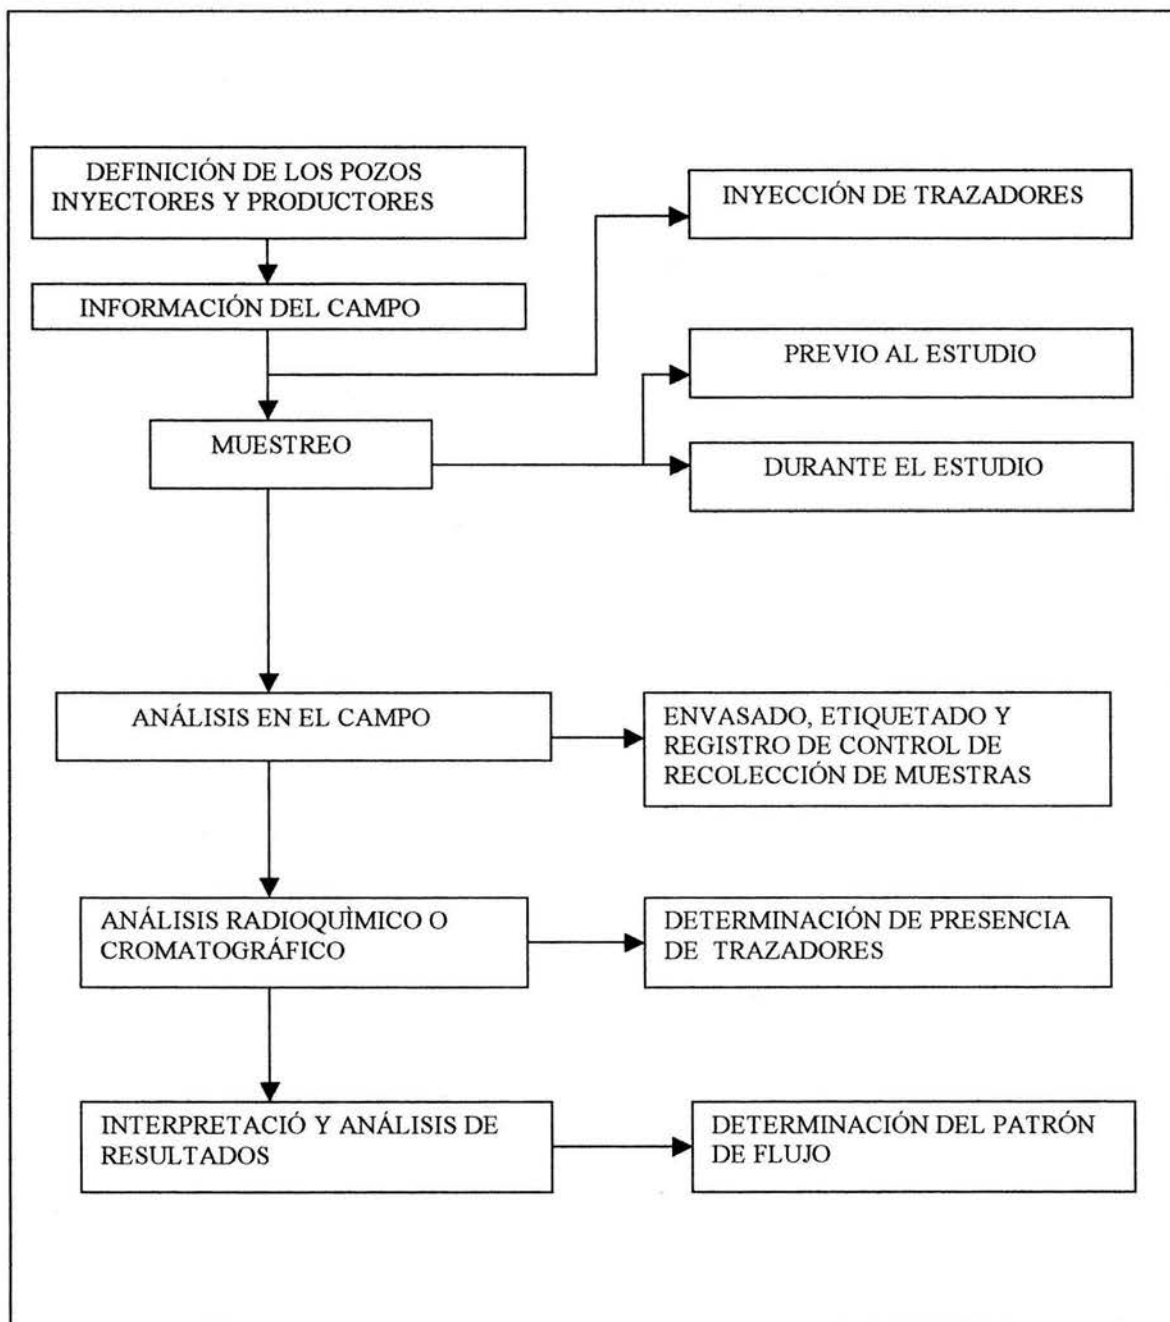 DEFINICIÓN DE LOS POZOS
INYECTORES Y PRODUCTORES
INYECCIÓN DE TRAZADORES
INFORMACIÓN DEL CAMPO
PREVIO AL ESTUDIO
MUESTREO
DURANTE EL ESTUDIO
ANÁLISIS EN EL CAMPO
ENVASADO, ETIQUETADO Y
REGISTRO DE CONTROL DE
RECOLECCIÓN DE MUESTRAS
ANÁLISIS RADIOQUÌMICO O
CROMATOGRÁFICO
DETERMINACIÓN DE PRESENCIA
DE TRAZADORES
INTERPRETACIÓ Y ANÁLISIS DE
RESULTADOS
DETERMINACIÓN DEL PATRÓN
DE FLUJO